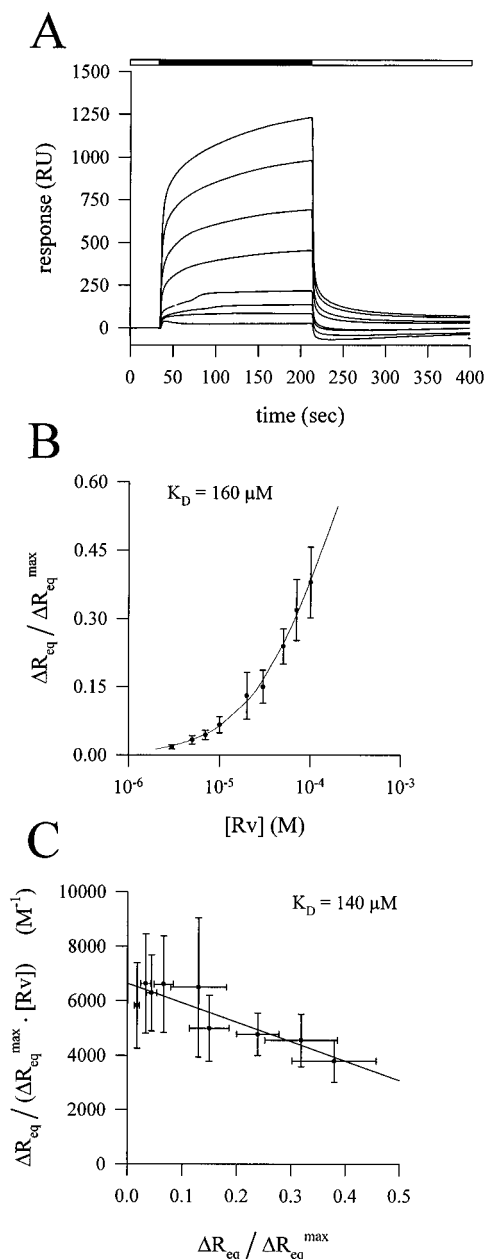 A
1500
1250
1000
750
500
250
0
response (RU)
0 50 100 150 200 250 300 350 400
time (sec)
B
K_D = 160 μM
0.60
0.45
0.30
0.15
0.00
ΔR_eq / ΔR_eq^max
10^-6 10^-5 10^-4 10^-3
[Rv] (M)
C
K_D = 140 μM
10000
8000
6000
4000
2000
0
ΔR_eq / (ΔR_eq^max · [Rv]) (M^-1)
0.0 0.1 0.2 0.3 0.4 0.5
ΔR_eq / ΔR_eq^max